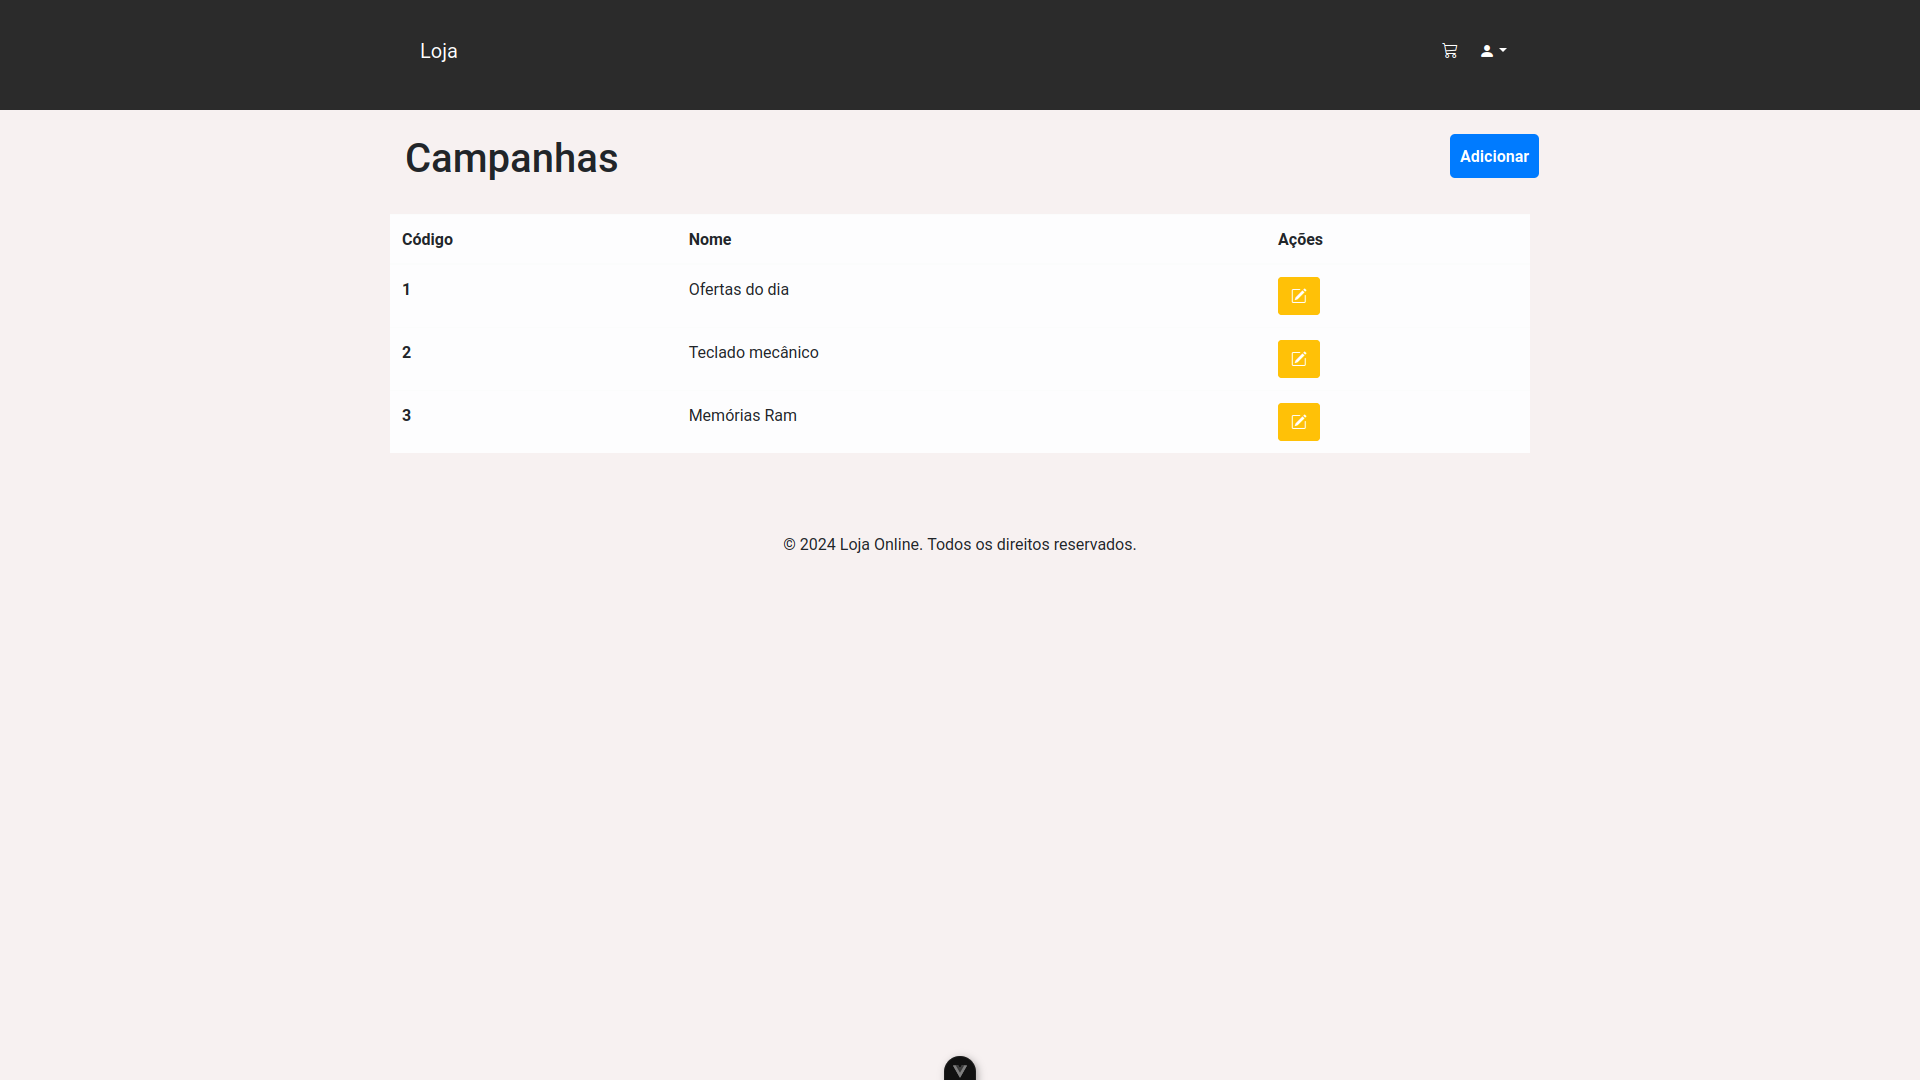 Loja
Campanhas
Adicionar
Código Nome Ações
1 Ofertas do dia
2 Teclado mecânico
3 Memórias Ram
© 2024 Loja Online. Todos os direitos reservados.